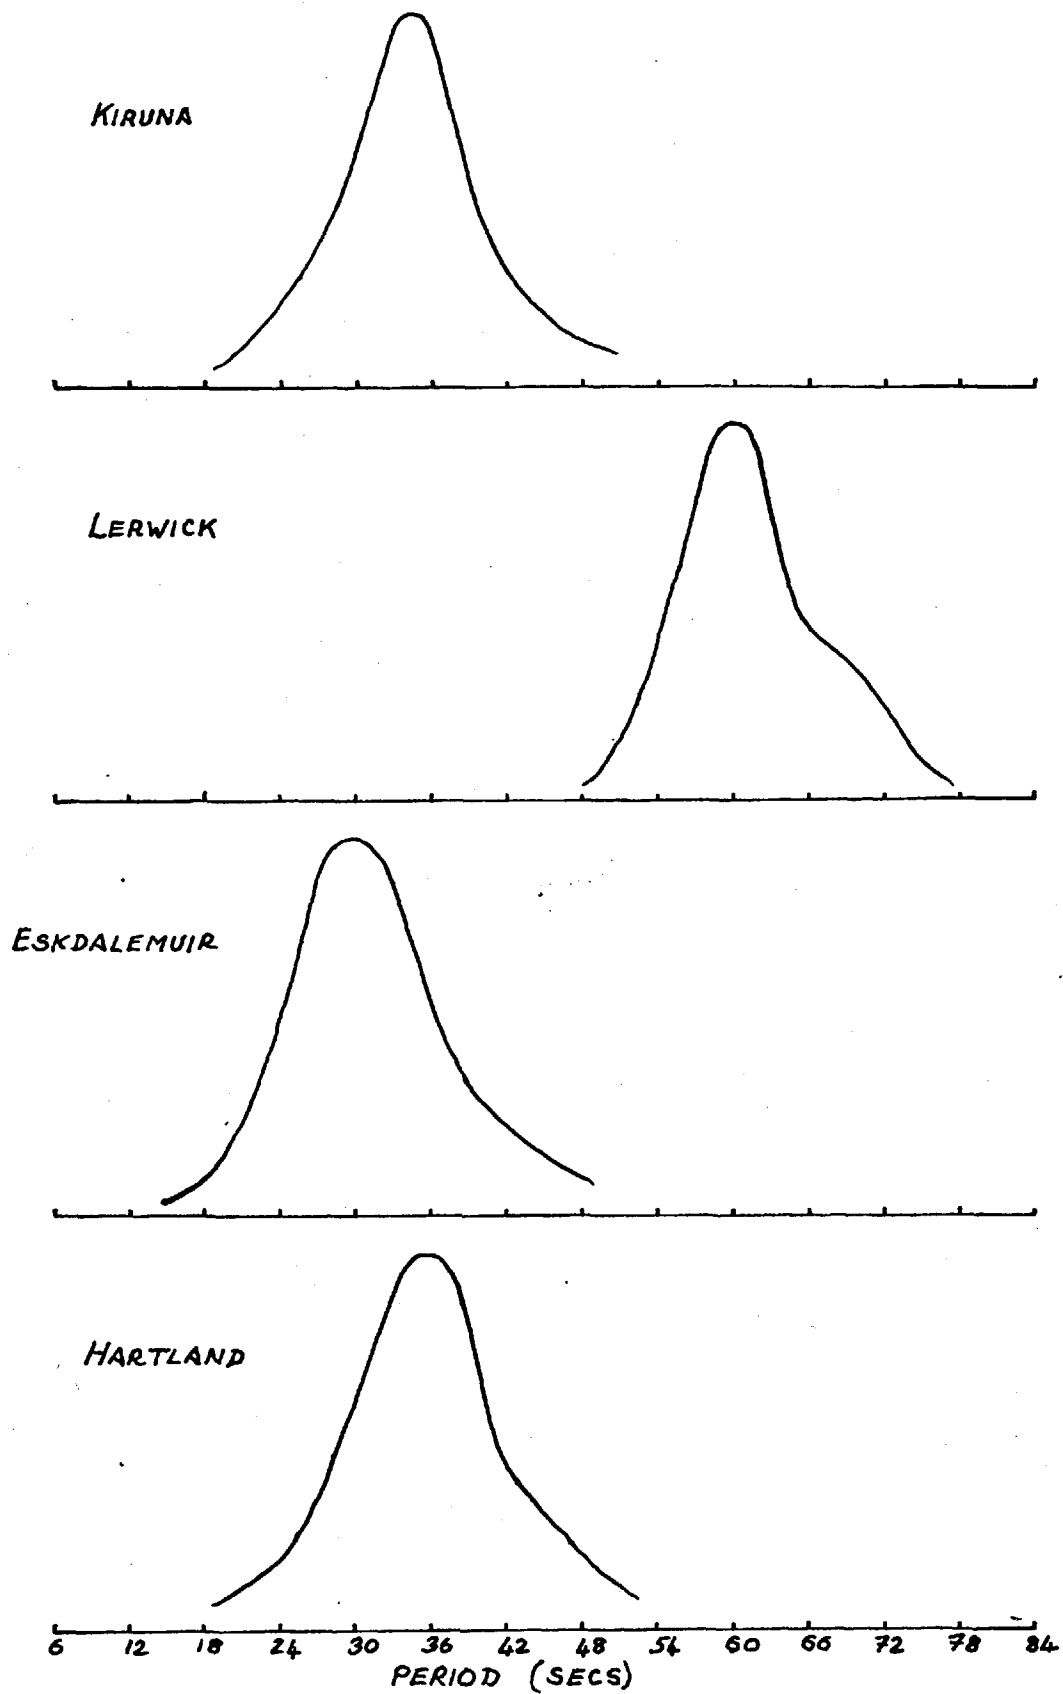 KIRUNA
LERWICK
ESKDALEMUIR
HARTLAND
6 12 18 24 30 36 42 48 54 60 66 72 78 84
PERIOD (SECS)